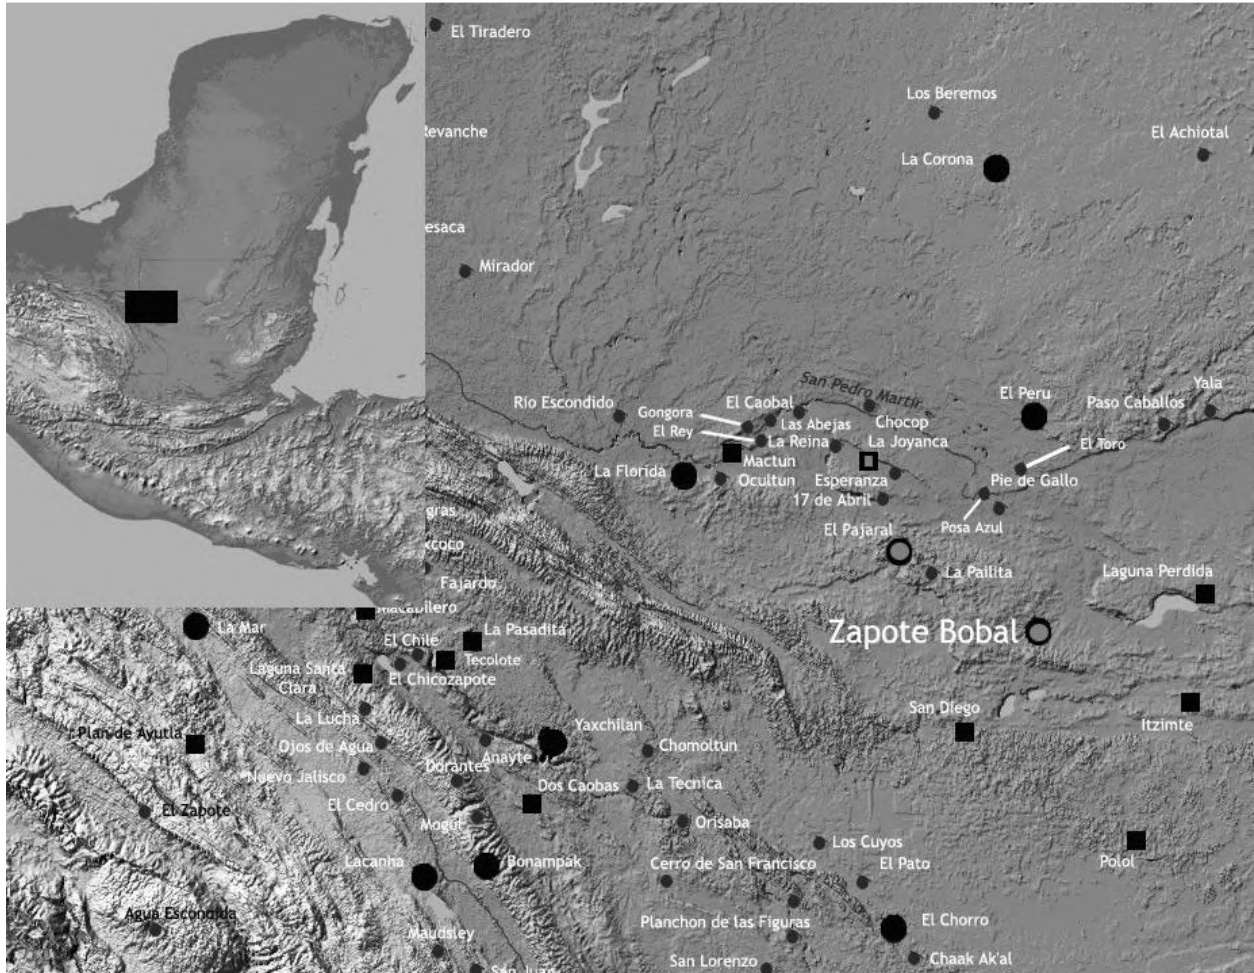 El Tiradero
Los Beremos
Revanche
El Achiotal
La Corona
esaca
Mirador
San Pedro Martir
Yala
El Peru
Paso Caballos
Rio Escondido
El Caobal
Gongora
Las Abejas
Chocop
El Rey
La Reina
La Joyanca
El Toro
Mactun
La Florida
Ocultun
Esperanza
Pie de Gallo
17 de Abril
gras
El Pajaral
Posa Azul
xcoco
Fajardo
La Pailita
Laguna Perdida
Macabilero
La Mar
El Chile
La Pasadita
Zapote Bobal
Laguna Santa
Clara
Tecolote
El Chicozapote
La Lucha
San Diego
Itzimte
Plan de Ayutla
Yaxchilan
Ojos de Agua
Anayte
Chomoltun
Nuevo Jalisco
Dorantes
Dos Caobas
La Tecnica
El Cedro
El Zapote
Mogul
Orisaba
Los Cuyos
Lacanha
Bonampak
Cerro de San Francisco
El Pato
Polol
Agua Escondida
Planchon de las Figuras
El Chorro
Maudsley
San Juan
San Lorenzo
Chaak Ak'al